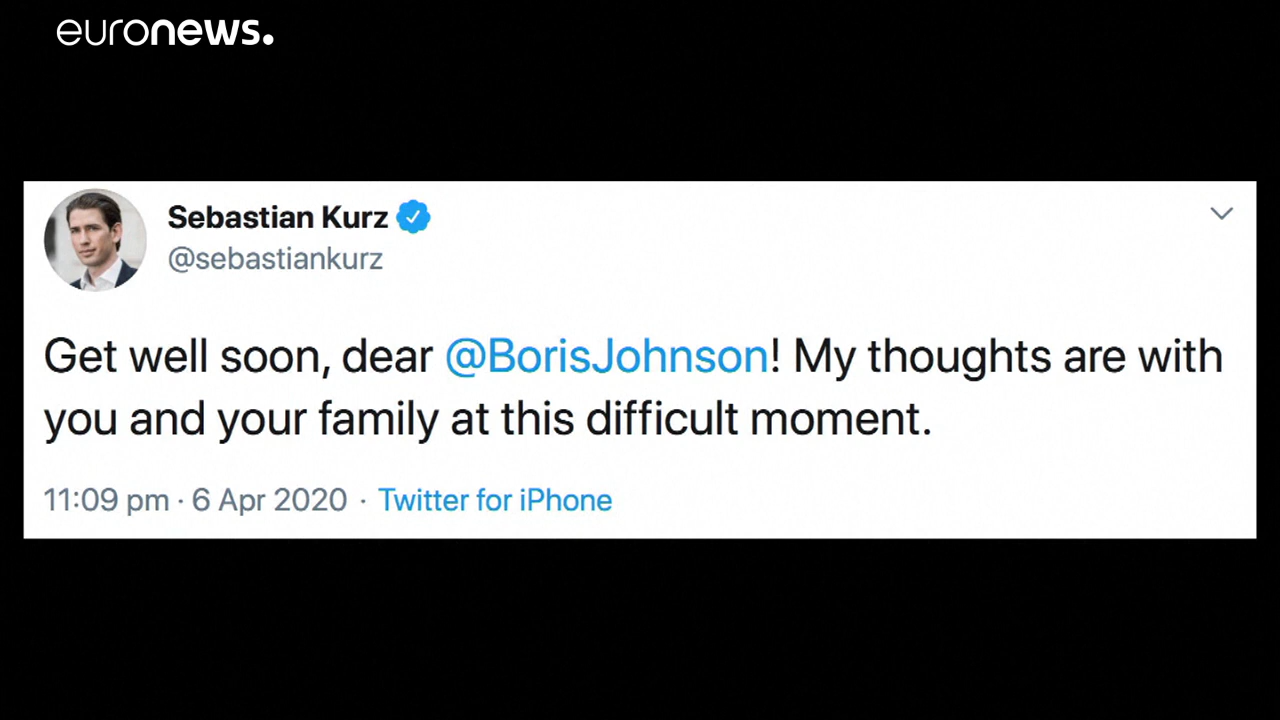 euronews.
Sebastian Kurz
@sebastiankurz
Get well soon, dear @BorisJohnson! My thoughts are with
you and your family at this difficult moment.
11:09 pm · 6 Apr 2020 · Twitter for iPhone